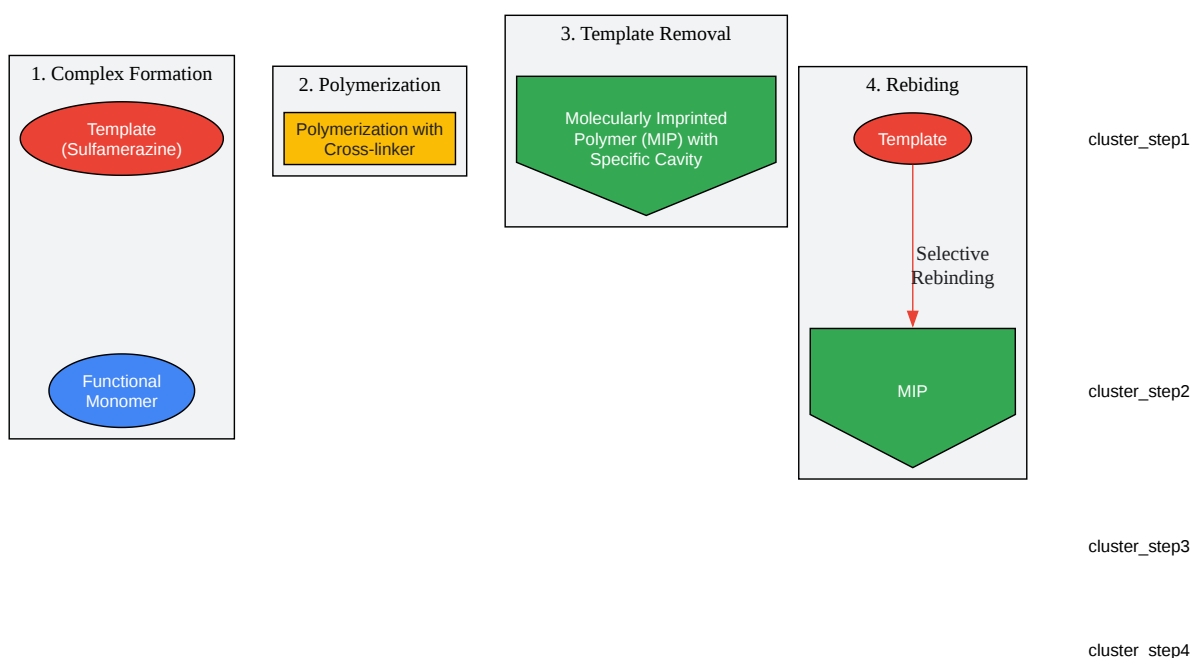 1. Complex Formation
Template
(Sulfamerazine)
Functional
Monomer
2. Polymerization
Polymerization with
Cross-linker
3. Template Removal
Molecularly Imprinted
Polymer (MIP) with
Specific Cavity
4. Rebiding
Template
Selective
Rebinding
MIP
cluster_step1
cluster_step2
cluster_step3
cluster_step4